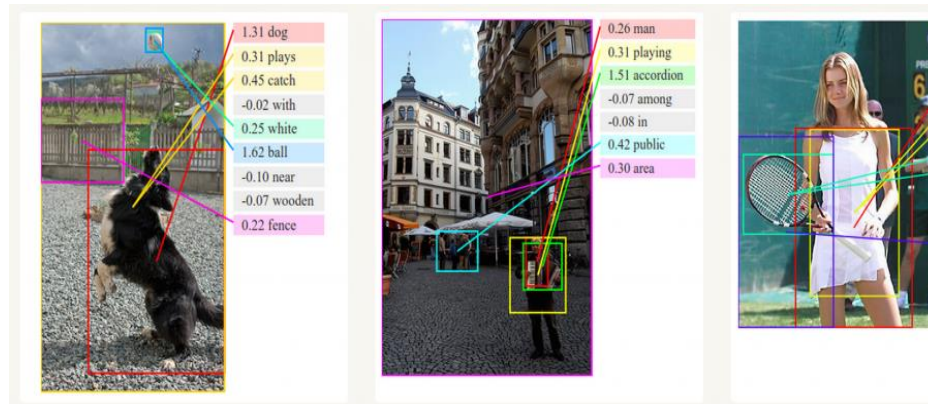 1.31 dog
0.31 plays
0.45 catch
-0.02 with
0.25 white
1.62 ball
-0.10 near
-0.07 wooden
0.22 fence
0.26 man
0.31 playing
1.51 accordion
-0.07 among
-0.08 in
0.42 public
0.30 area
6